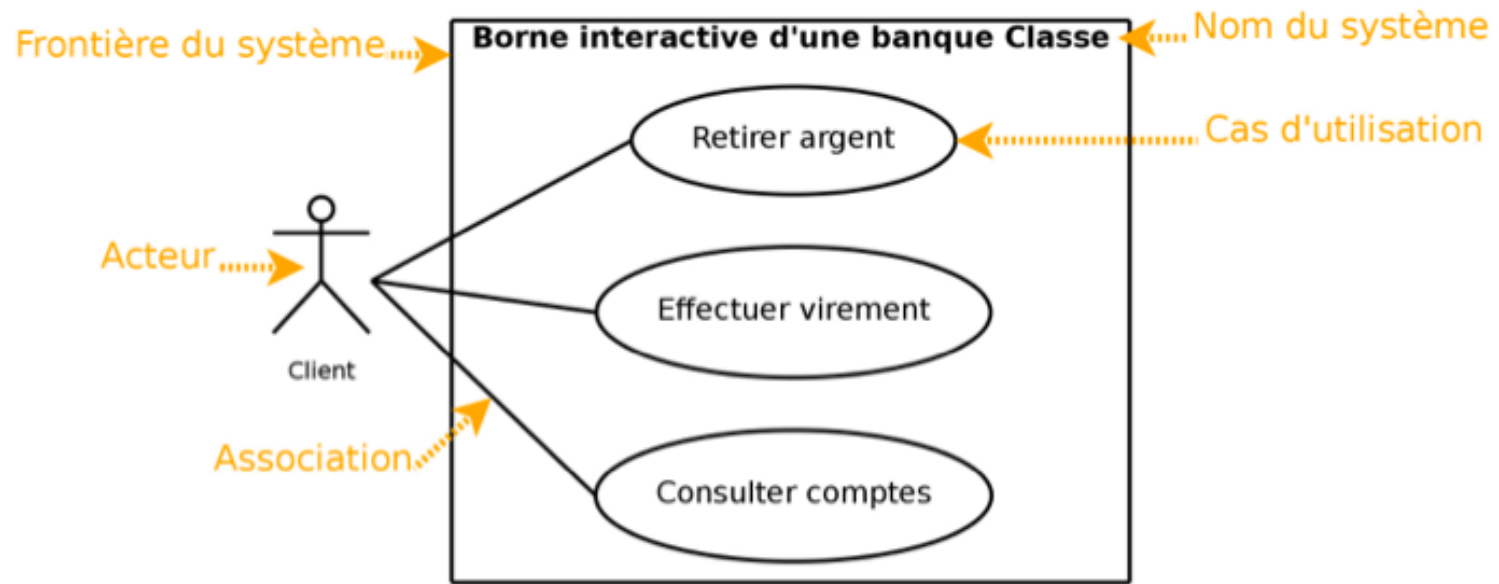 Frontière du système
Borne interactive d'une banque Classe
Nom du système
Retirer argent
Cas d'utilisation
Acteur
Effectuer virement
Client
Association
Consulter comptes